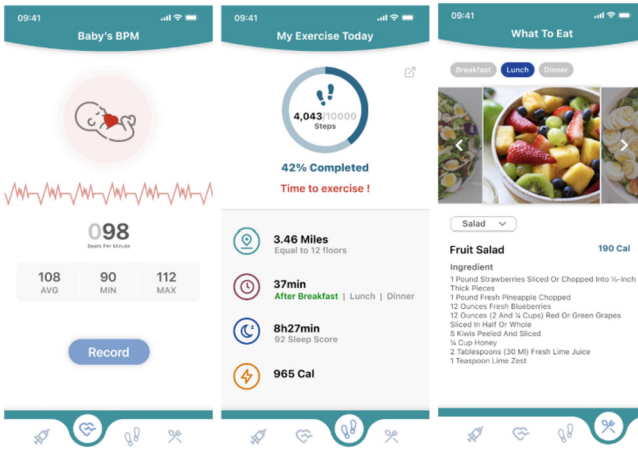 09:41
Baby's BPM
098
Beats Per Minute
108 90 112
AVG MIN MAX
Record
09:41
My Exercise Today
4,043/10000
Steps
42% Completed
Time to exercise !
3.46 Miles
Equal to 12 floors
37min
After Breakfast | Lunch | Dinner
8h27min
92 Sleep Score
965 Cal
09:41
What To Eat
Breakfast Lunch Dinner
Salad
Fruit Salad 190 Cal
Ingredient
1 Pound Strawberries Sliced Or Chopped Into ½-Inch
Thick Pieces
1 Pound Fresh Pineapple Chopped
12 Ounces Fresh Blueberries
12 Ounces (2 And ¼ Cups) Red Or Green Grapes
Sliced In Half Or Whole
5 Kiwis Peeled And Sliced
¼ Cup Honey
2 Tablespoons (30 Ml) Fresh Lime Juice
1 Teaspoon Lime Zest